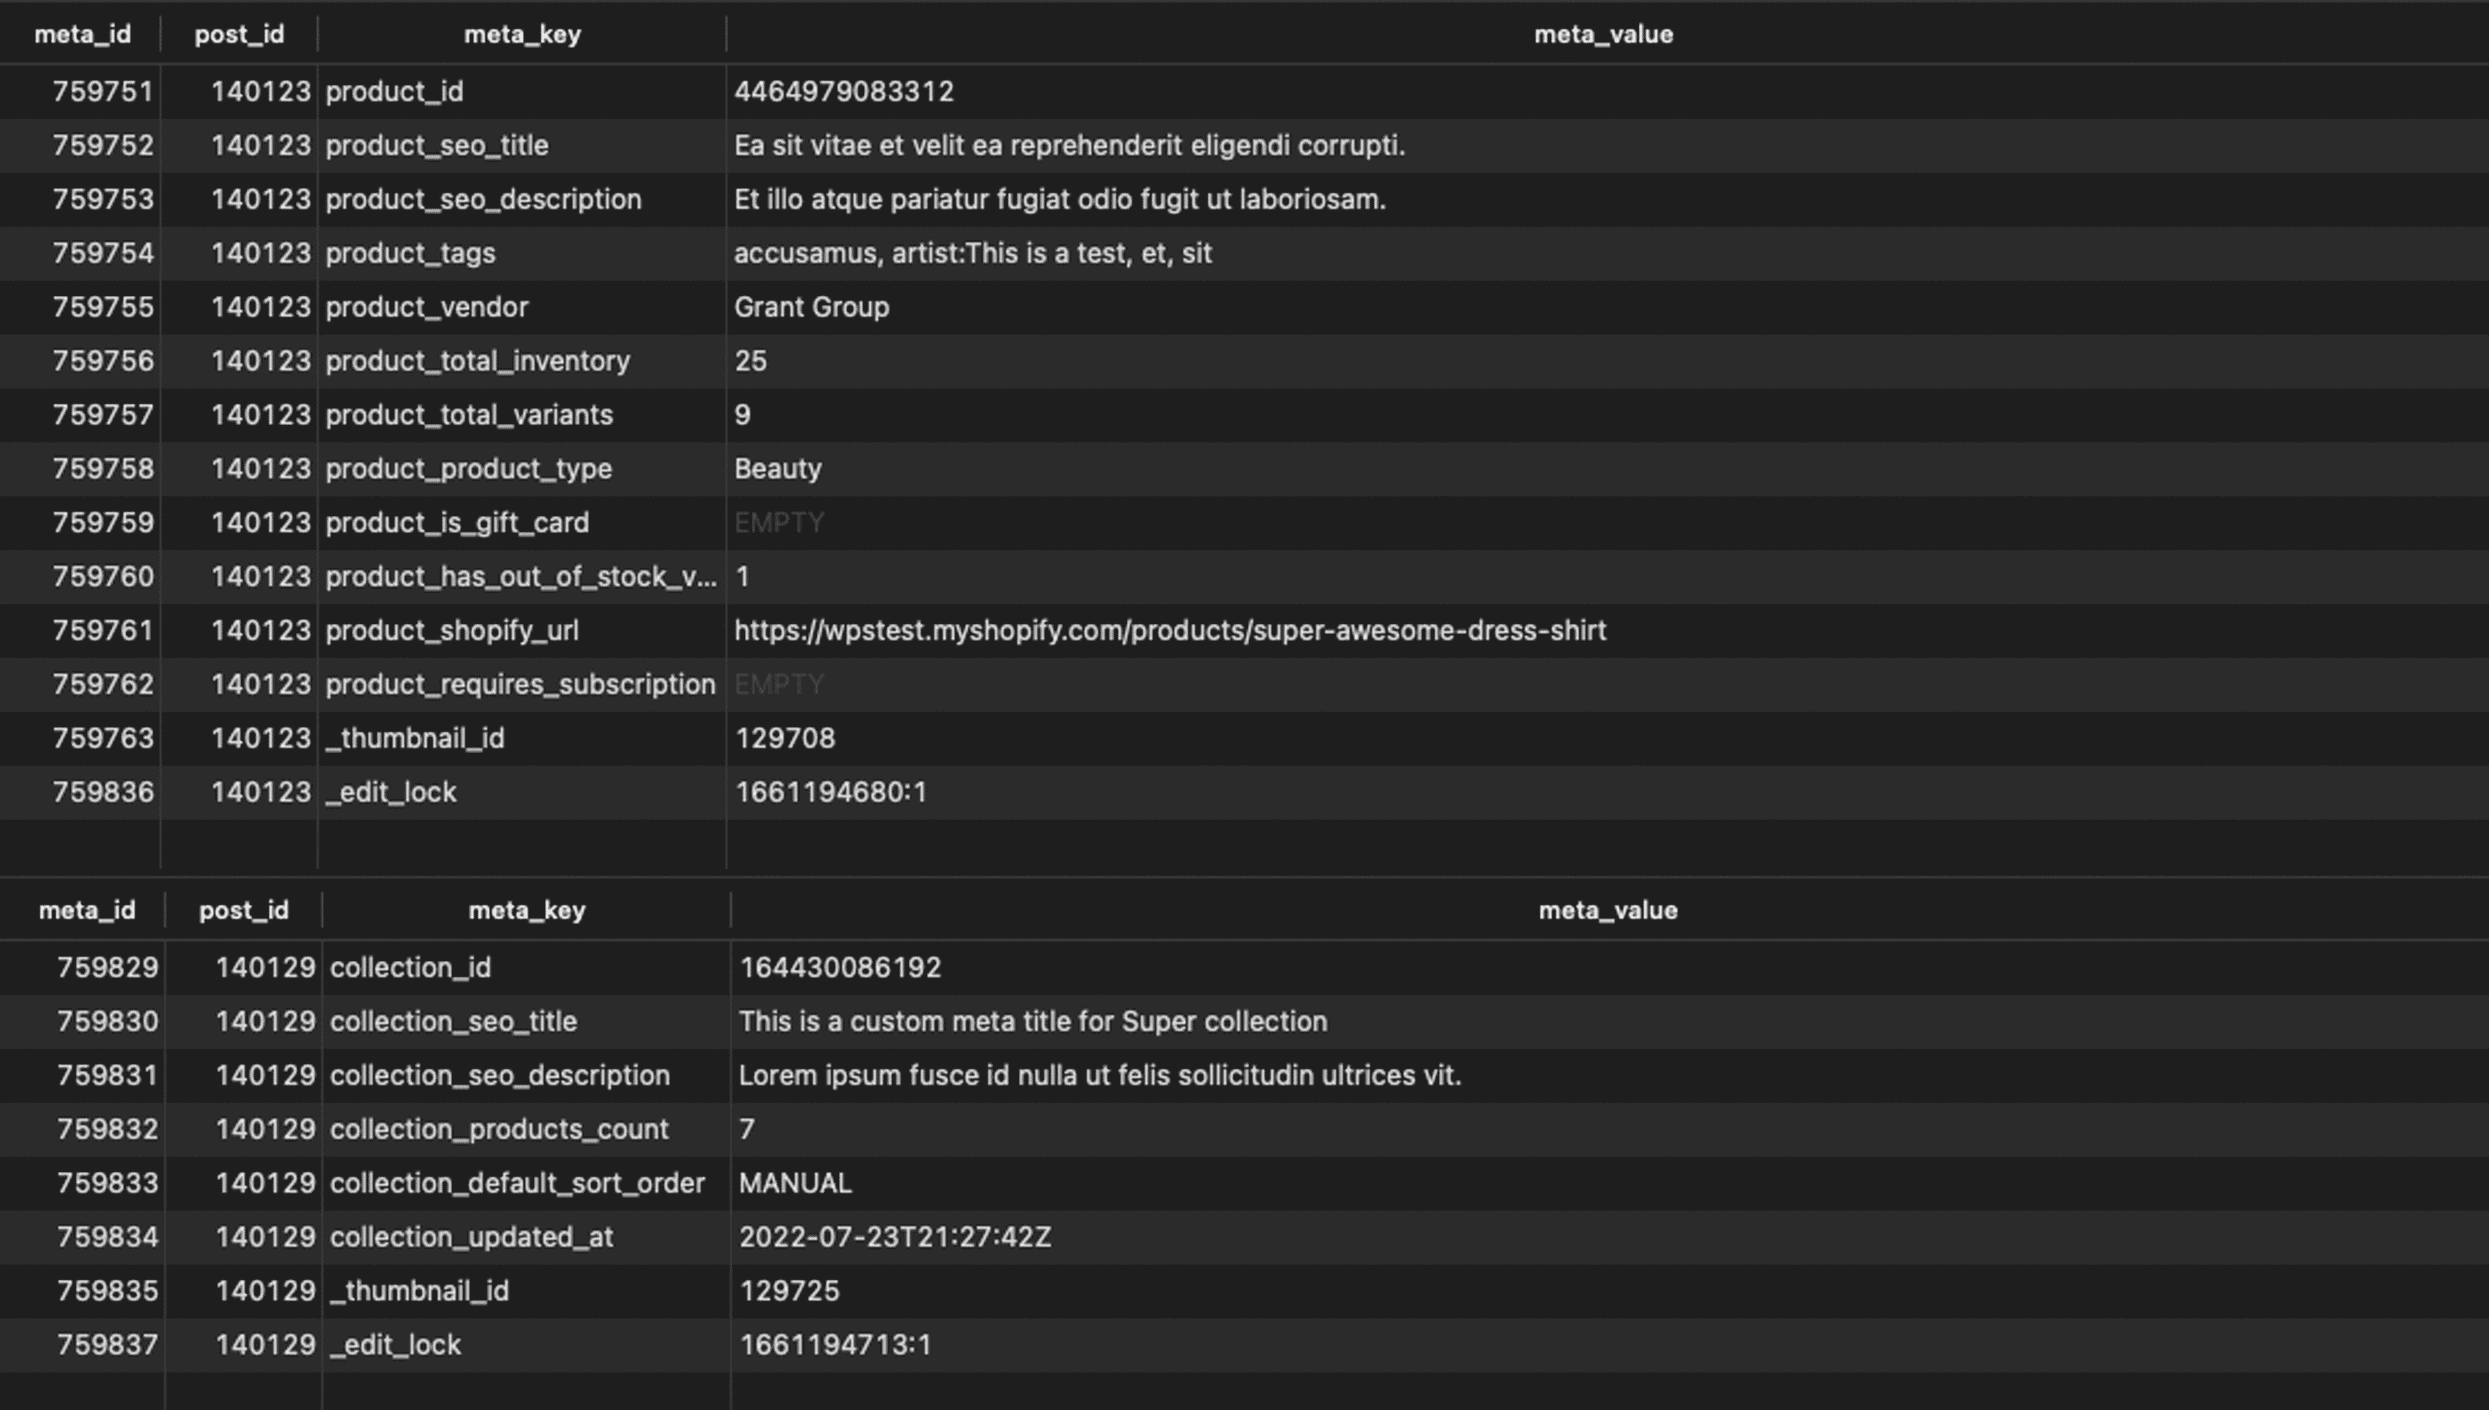 meta_id post_id meta_key meta_value
759751 140123 product_id 4464979083312
759752 140123 product_seo_title Ea sit vitae et velit ea reprehenderit eligendi corrupti.
759753 140123 product_seo_description Et illo atque pariatur fugiat odio fugit ut laboriosam.
759754 140123 product_tags accusamus, artist:This is a test, et, sit
759755 140123 product_vendor Grant Group
759756 140123 product_total_inventory 25
759757 140123 product_total_variants 9
759758 140123 product_product_type Beauty
759759 140123 product_is_gift_card EMPTY
759760 140123 product_has_out_of_stock_v... 1
759761 140123 product_shopify_url https://wpstest.myshopify.com/products/super-awesome-dress-shirt
759762 140123 product_requires_subscription EMPTY
759763 140123 _thumbnail_id 129708
759836 140123 _edit_lock 1661194680:1
meta_id post_id meta_key meta_value
759829 140129 collection_id 164430086192
759830 140129 collection_seo_title This is a custom meta title for Super collection
759831 140129 collection_seo_description Lorem ipsum fusce id nulla ut felis sollicitudin ultrices vit.
759832 140129 collection_products_count 7
759833 140129 collection_default_sort_order MANUAL
759834 140129 collection_updated_at 2022-07-23T21:27:42Z
759835 140129 _thumbnail_id 129725
759837 140129 _edit_lock 1661194713:1